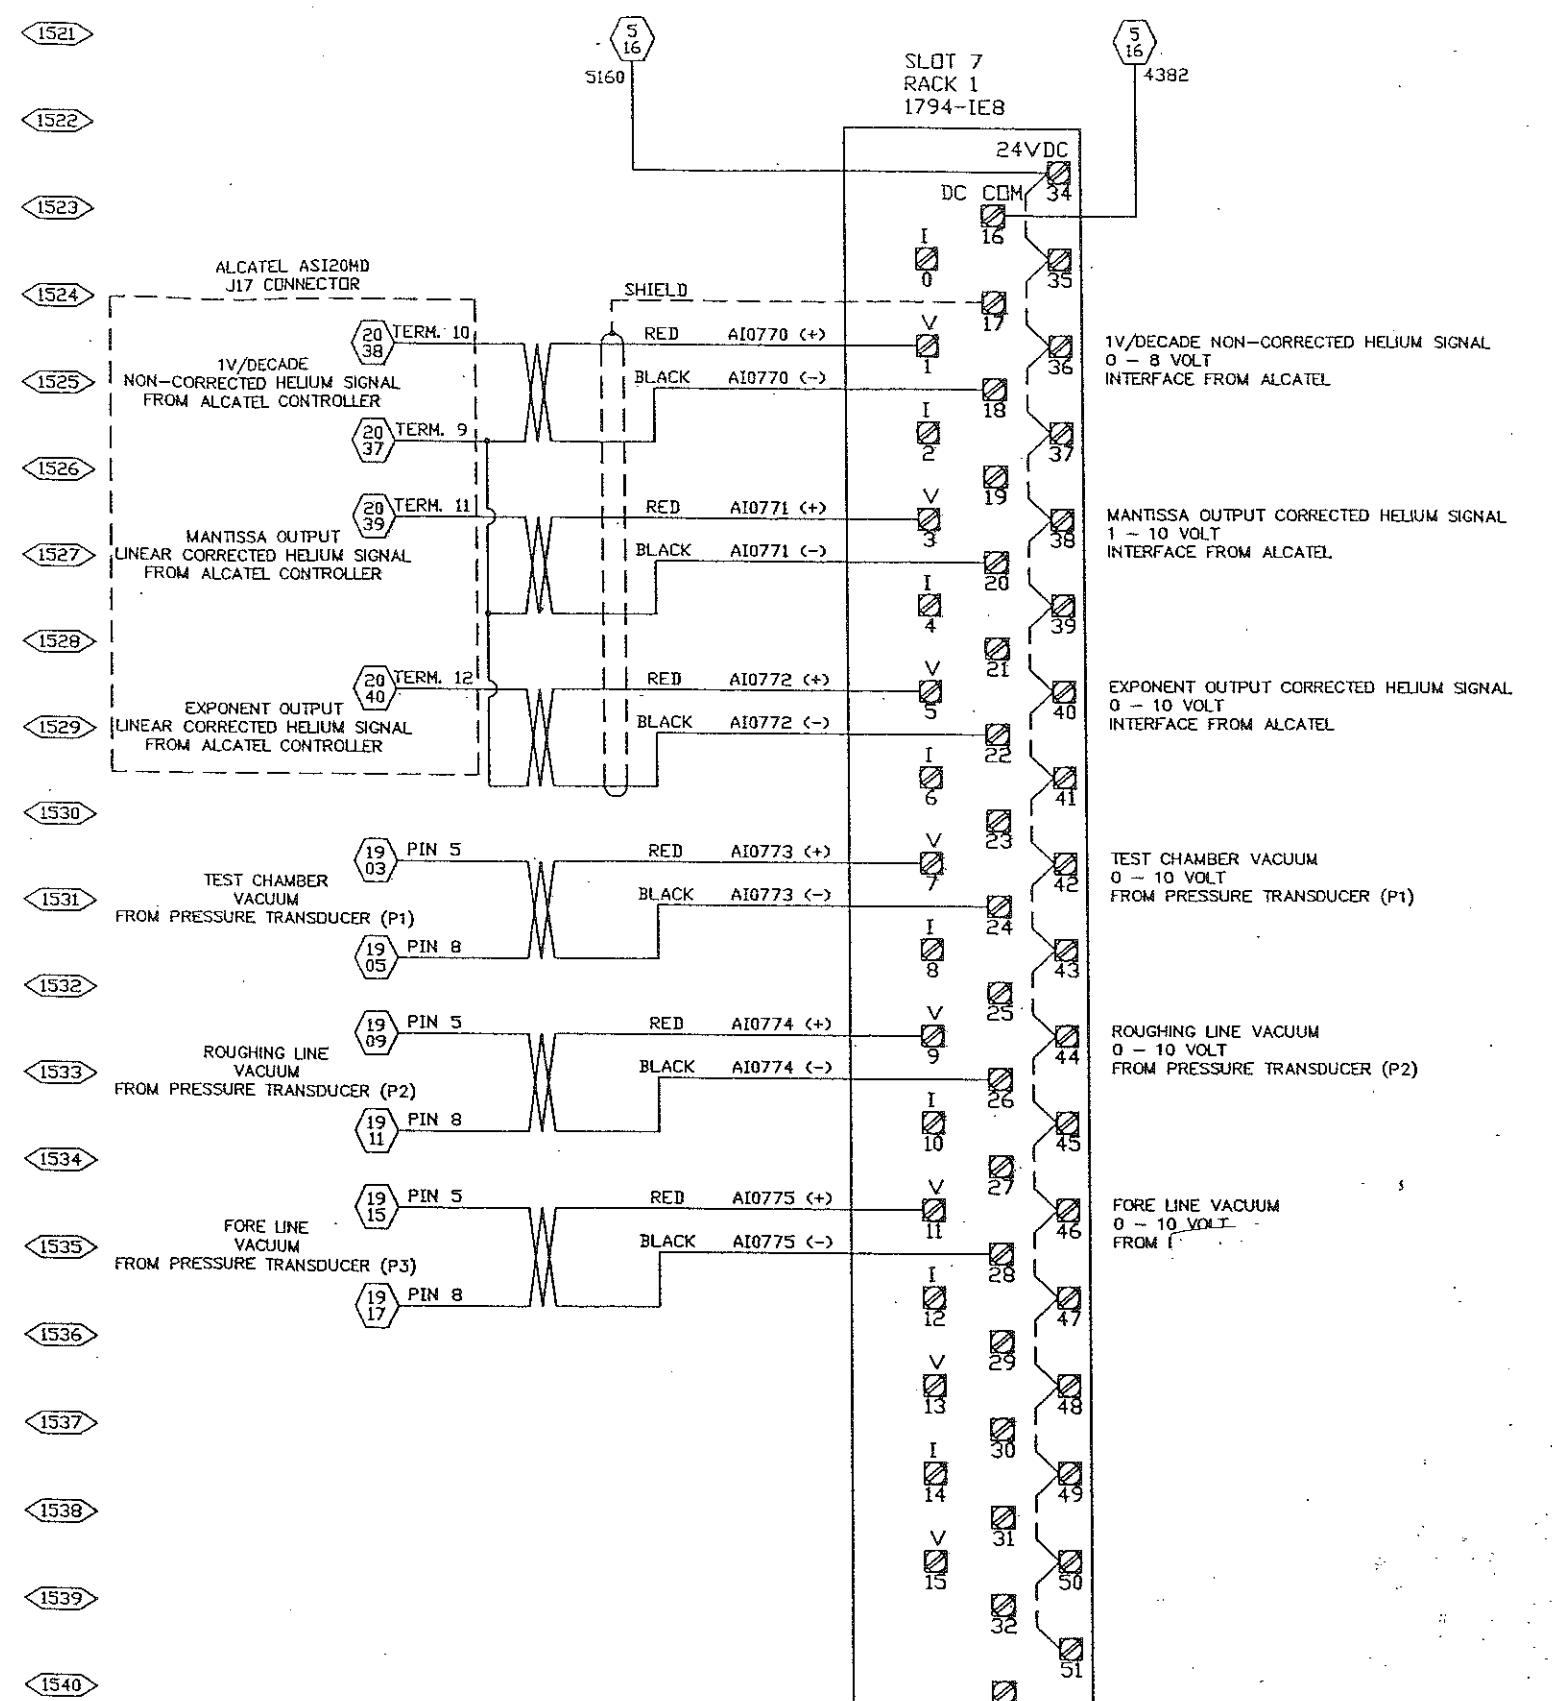 1521
5
16
5160
SLOT 7
RACK 1
1794-IE8
5
16
4382
1522
24VDC
34
1523
DC COM
16
I
0
35
ALCATEL ASI20MD
J17 CONNECTOR
1524
SHIELD
17
20
38
TERM. 10
RED
AI0770 (+)
V
1
36
1V/DECADE NON-CORRECTED HELIUM SIGNAL
0 - 8 VOLT
INTERFACE FROM ALCATEL
1525
1V/DECADE
NON-CORRECTED HELIUM SIGNAL
FROM ALCATEL CONTROLLER
BLACK
AI0770 (-)
18
20
37
TERM. 9
I
2
37
1526
19
20
39
TERM. 11
RED
AI0771 (+)
V
3
38
MANTISSA OUTPUT CORRECTED HELIUM SIGNAL
1 - 10 VOLT
INTERFACE FROM ALCATEL
1527
MANTISSA OUTPUT
LINEAR CORRECTED HELIUM SIGNAL
FROM ALCATEL CONTROLLER
BLACK
AI0771 (-)
20
I
4
39
1528
21
20
40
TERM. 12
RED
AI0772 (+)
V
5
40
EXPONENT OUTPUT CORRECTED HELIUM SIGNAL
0 - 10 VOLT
INTERFACE FROM ALCATEL
1529
EXPONENT OUTPUT
LINEAR CORRECTED HELIUM SIGNAL
FROM ALCATEL CONTROLLER
BLACK
AI0772 (-)
22
I
6
41
1530
23
19
03
PIN 5
RED
AI0773 (+)
V
7
42
TEST CHAMBER VACUUM
0 - 10 VOLT
FROM PRESSURE TRANSDUCER (P1)
1531
TEST CHAMBER
VACUUM
FROM PRESSURE TRANSDUCER (P1)
BLACK
AI0773 (-)
24
19
05
PIN 8
I
8
43
1532
25
19
09
PIN 5
RED
AI0774 (+)
V
9
44
ROUGHING LINE VACUUM
0 - 10 VOLT
FROM PRESSURE TRANSDUCER (P2)
1533
ROUGHING LINE
VACUUM
FROM PRESSURE TRANSDUCER (P2)
BLACK
AI0774 (-)
26
19
11
PIN 8
I
10
45
1534
27
19
15
PIN 5
RED
AI0775 (+)
V
11
46
FORE LINE VACUUM
0 - 10 VOLT
FROM
1535
FORE LINE
VACUUM
FROM PRESSURE TRANSDUCER (P3)
BLACK
AI0775 (-)
28
19
17
PIN 8
I
12
47
1536
29
V
13
48
1537
30
I
14
49
1538
31
V
15
50
1539
32
51
1540